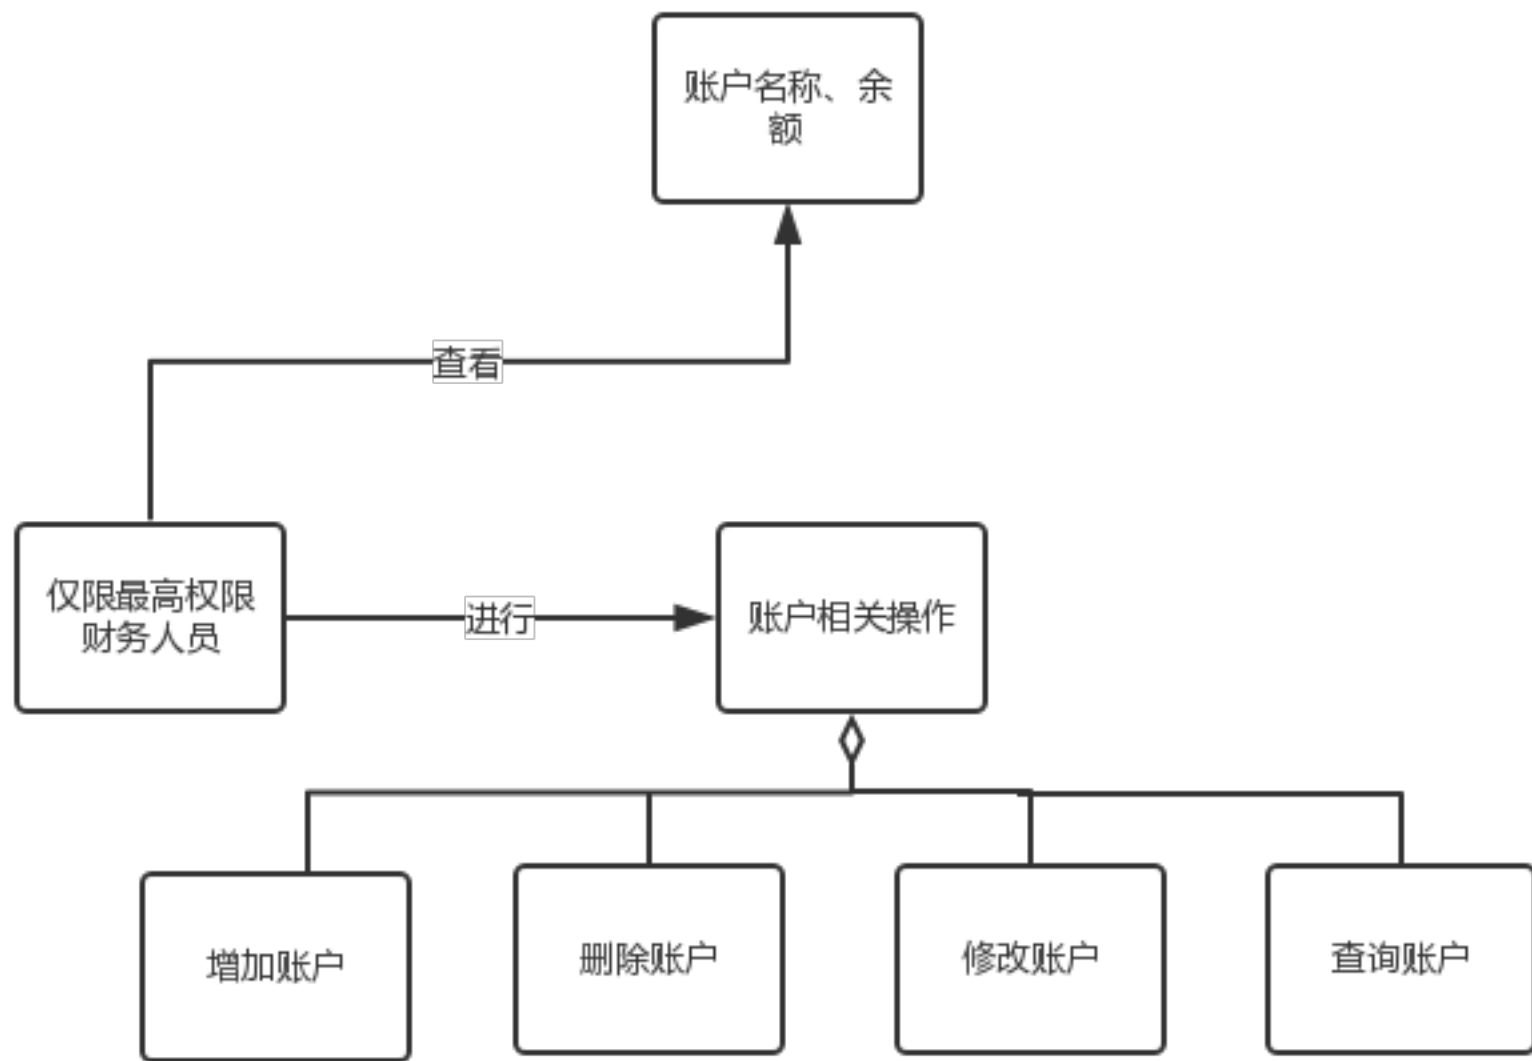 账户名称、余
额
查看
仅限最高权限
财务人员
进行
账户相关操作
增加账户
删除账户
修改账户
查询账户